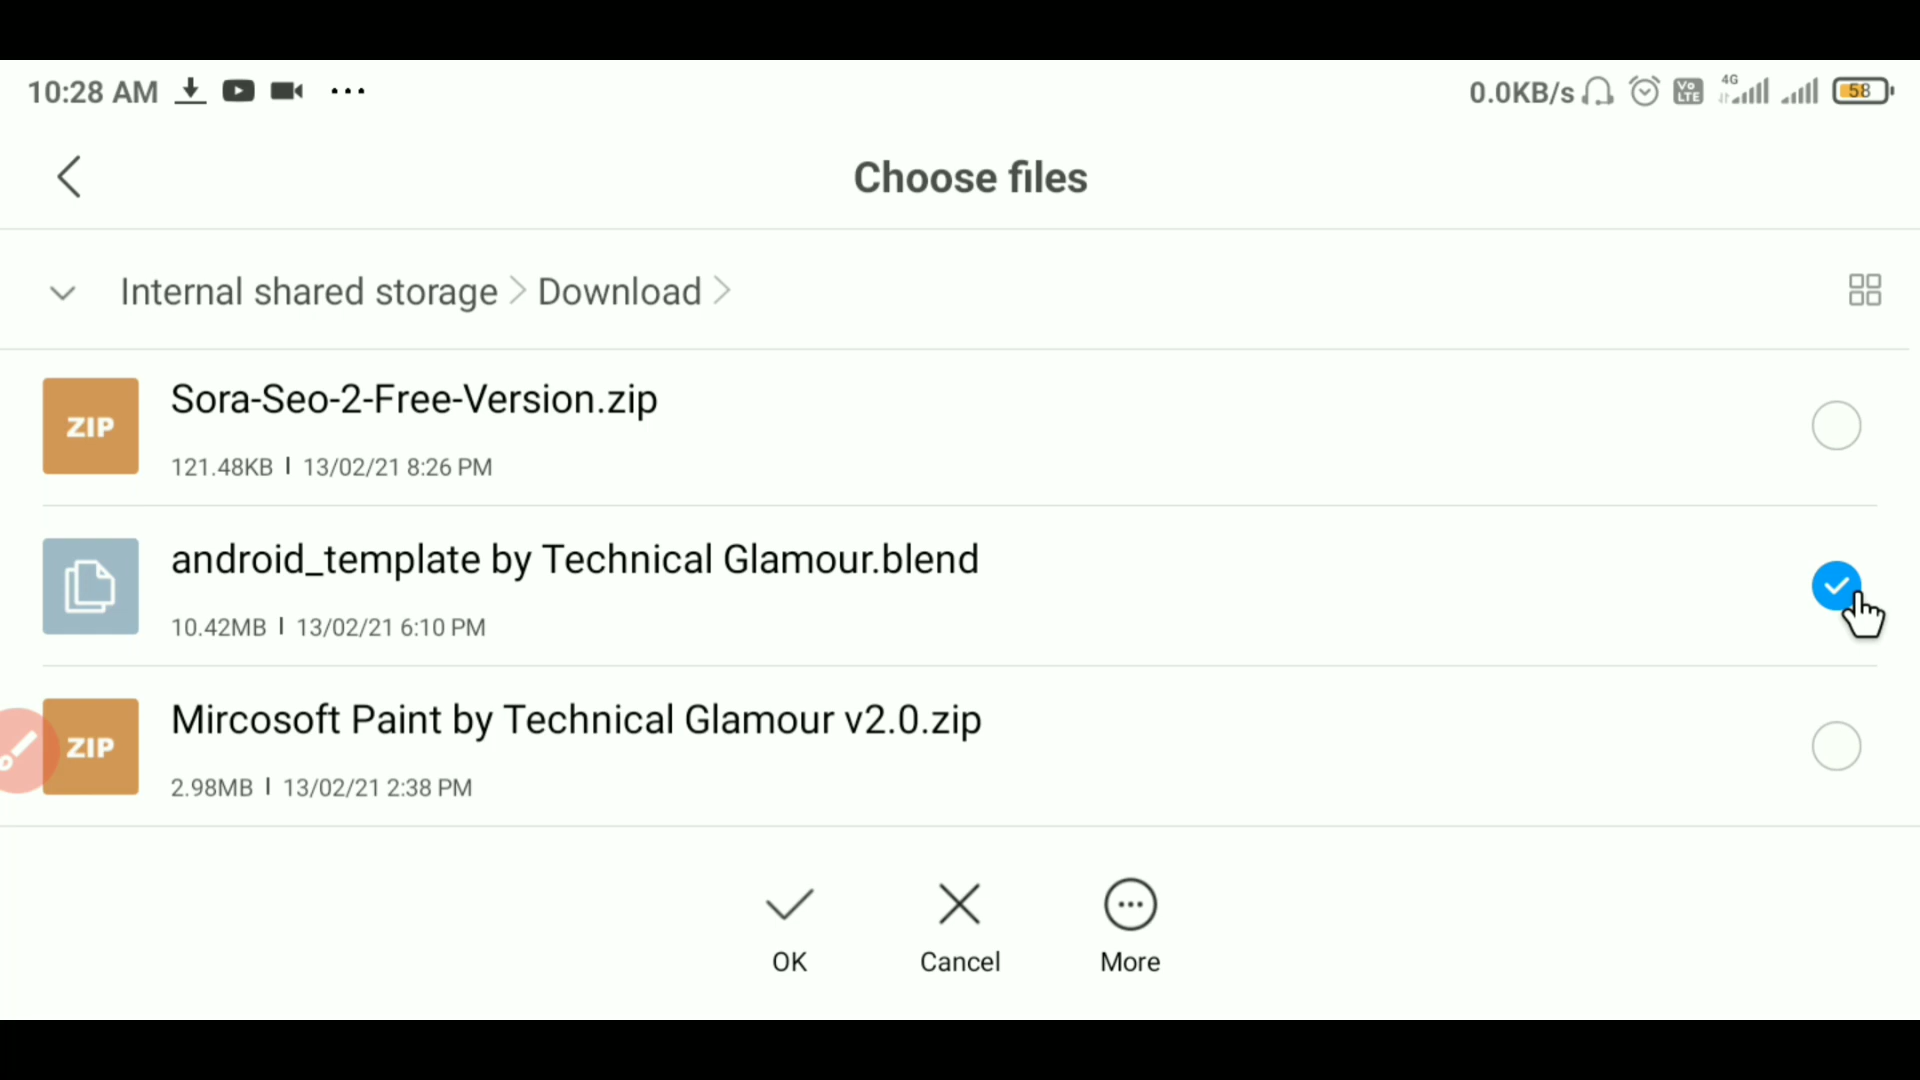 10:28 AM
0.0KB/s
Vo LTE
4G
58
Choose files
Internal shared storage
Download
ZIP
Sora-Seo-2-Free-Version.zip
121.48KB | 13/02/21 8:26 PM
android_template by Technical Glamour.blend
10.42MB | 13/02/21 6:10 PM
ZIP
Mircosoft Paint by Technical Glamour v2.0.zip
2.98MB | 13/02/21 2:38 PM
OK
Cancel
More